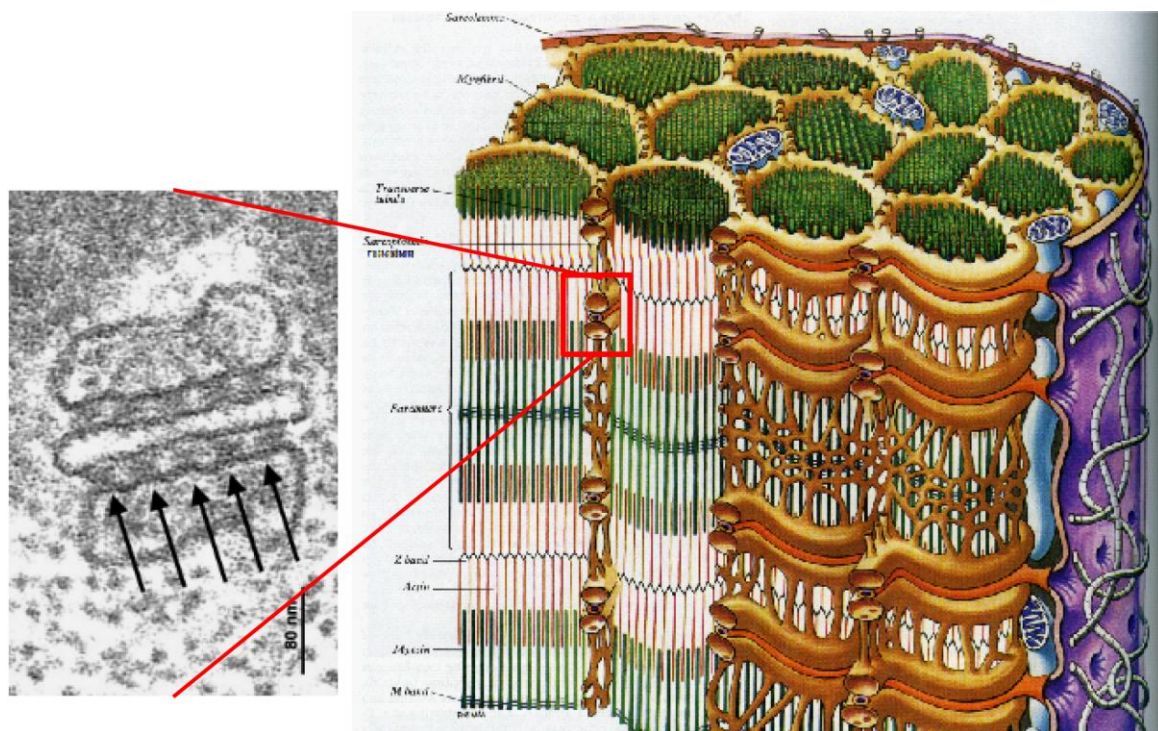 Sarcolemma
Myofibril
Transverse
tubule
Sarcoplasmic
reticulum
Sarcomere
Z band
Actin
Myosin
M band
80 nm